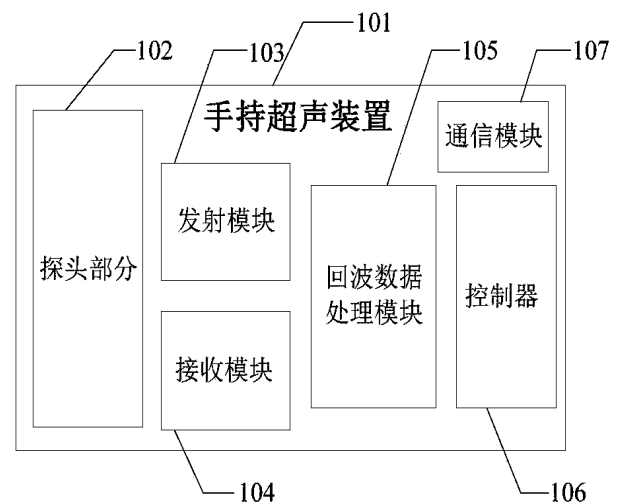 101
102
103
105
107
手持超声装置
通信模块
发射模块
探头部分
回波数据
处理模块
控制器
接收模块
104
106